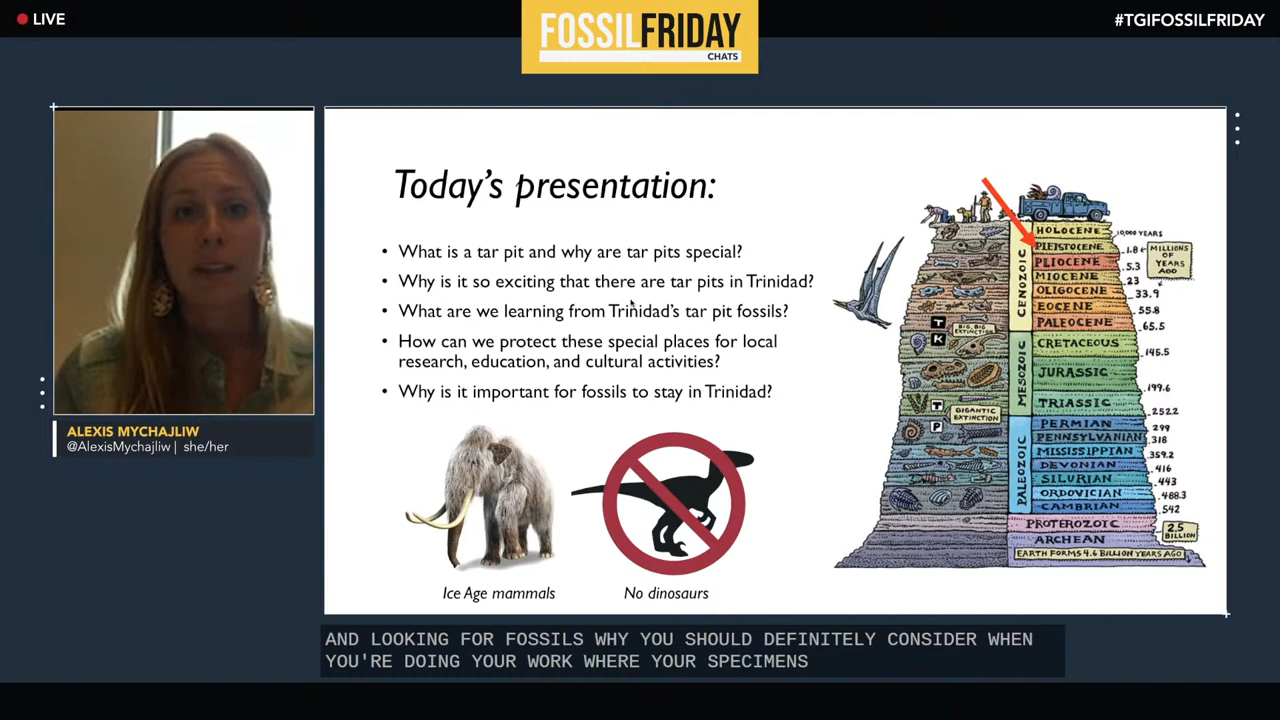 LIVE
FOSSILFRIDAY
CHATS
#TGIFOSSILFRIDAY
Today's presentation:
• What is a tar pit and why are tar pits special?
• Why is it so exciting that there are tar pits in Trinidad?
• What are we learning from Trinidad's tar pit fossils?
• How can we protect these special places for local
research, education, and cultural activities?
• Why is it important for fossils to stay in Trinidad?
Ice Age mammals
No dinosaurs
CENOZOIC
HOLOCENE
PLEISTOCENE
PLIOCENE
MIOCENE
OLIGOCENE
EOCENE
PALEOCENE
10,000 YEARS
1.8
5.3
23
33.9
55.8
65.5
MILLIONS
OF
YEARS
AGO
T
BIG, BIG
EXTINCTION
K
MESOZOIC
CRETACEOUS
JURASSIC
TRIASSIC
145.5
199.6
252.2
T
GIGANTIC
EXTINCTION
P
PALEOZOIC
PERMIAN
PENNSYLVANIAN
MISSISSIPPIAN
DEVONIAN
SILURIAN
ORDOVICIAN
CAMBRIAN
299
318
359.2
416
443
488.3
542
PROTEROZOIC
ARCHEAN
2.5
BILLION
EARTH FORMS 4.6 BILLION YEARS AGO
ALEXIS MYCHAJLIW
@AlexisMychajliw | she/her
AND LOOKING FOR FOSSILS WHY YOU SHOULD DEFINITELY CONSIDER WHEN
YOU'RE DOING YOUR WORK WHERE YOUR SPECIMENS